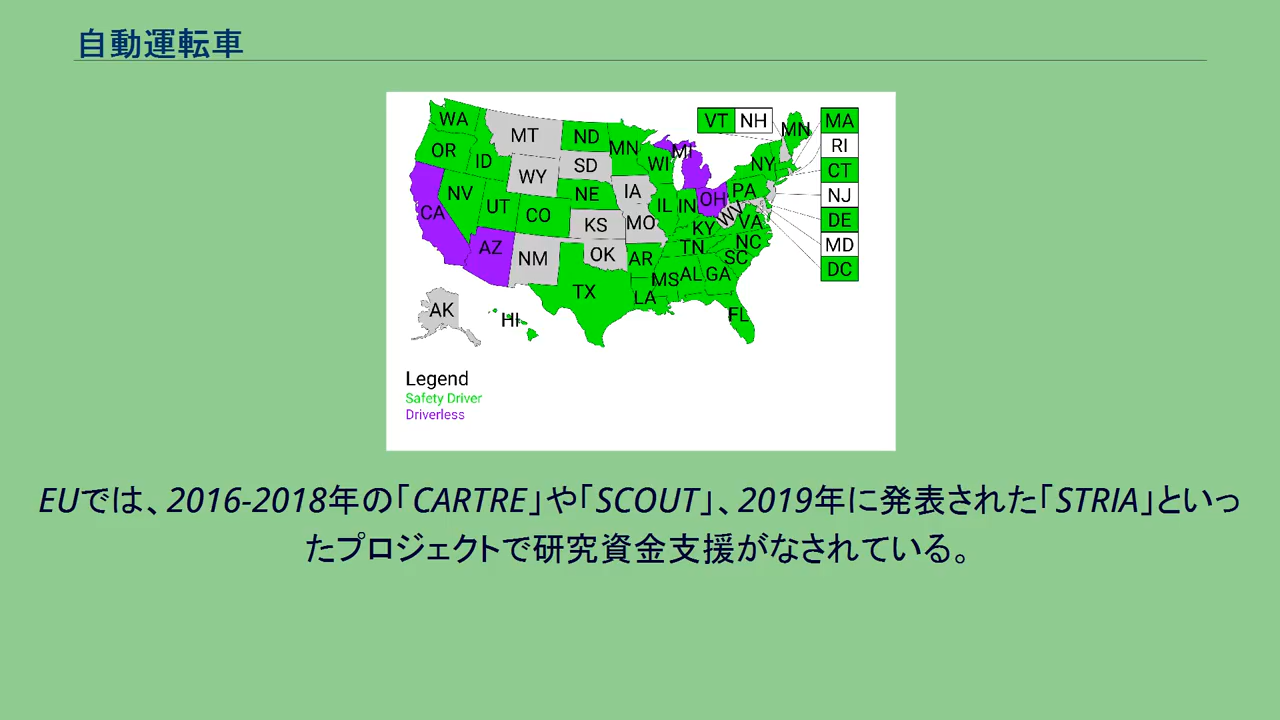 自動運転車
WA
OR
CA
NV
ID
MT
WY
UT
AZ
CO
NM
ND
SD
NE
KS
OK
TX
MN
IA
MO
AR
LA
WI
IL
MI
IN
OH
KY
TN
MS
AL
GA
FL
SC
NC
VA
WV
PA
NY
MN
AK
HI
VT NH
MA
RI
CT
NJ
DE
MD
DC
Legend
Safety Driver
Driverless
EUでは、2016-2018年の「CARTRE」や「SCOUT」、2019年に発表された「STRIA」といっ
たプロジェクトで研究資金支援がなされている。